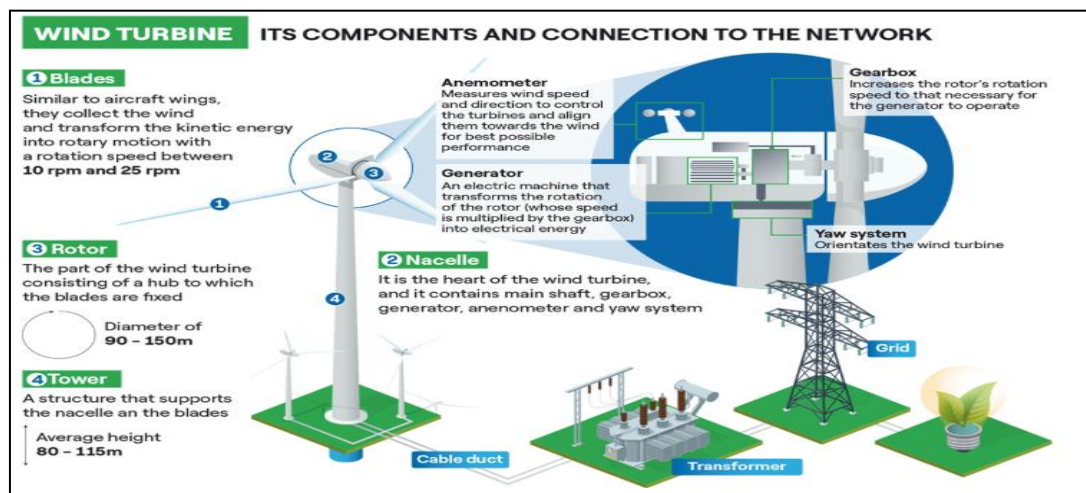 WIND TURBINE ITS COMPONENTS AND CONNECTION TO THE NETWORK
1 Blades
Similar to aircraft wings,
they collect the wind
and transform the kinetic energy
into rotary motion with
a rotation speed between
10 rpm and 25 rpm
Anemometer
Measures wind speed
and direction to control
the turbines and align
them towards the wind
for best possible
performance
Gearbox
Increases the rotor's rotation
speed to that necessary for
the generator to operate
Generator
An electric machine that
transforms the rotation
of the rotor (whose speed
is multiplied by the gearbox)
into electrical energy
Yaw system
Orientates the wind turbine
2
3
1
4
3 Rotor
The part of the wind turbine
consisting of a hub to which
the blades are fixed
Diameter of
90 – 150m
2 Nacelle
It is the heart of the wind turbine,
and it contains main shaft, gearbox,
generator, anenometer and yaw system
4 Tower
A structure that supports
the nacelle an the blades
Average height
80 – 115m
Cable duct
Transformer
Grid